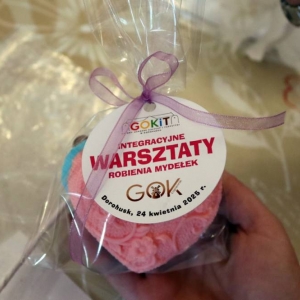 GOKiT
INTEGRACYJNE
WARSZTATY
ROBIENIA MYDEŁEK
GOK
Dorohusk, 24 kwietnia 2025 r.